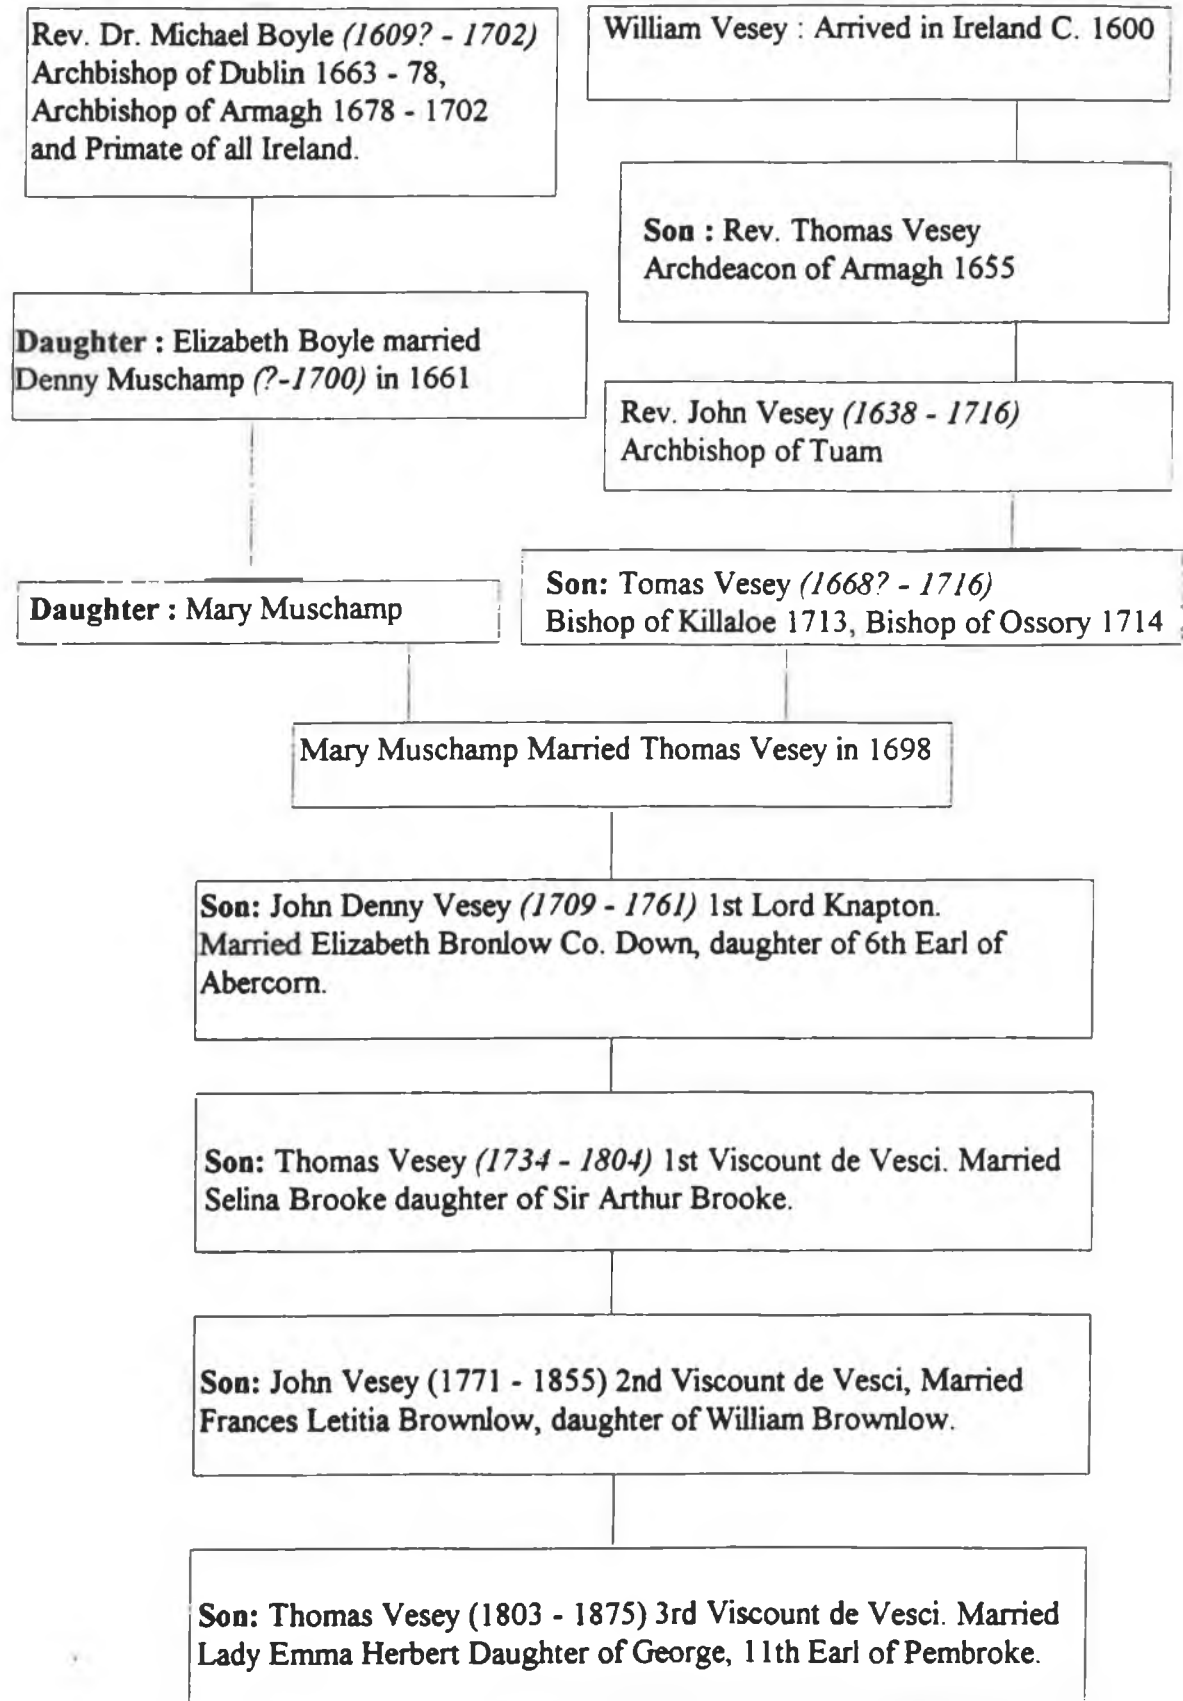 Rev. Dr. Michael Boyle (1609? - 1702)
Archbishop of Dublin 1663 - 78,
Archbishop of Armagh 1678 - 1702
and Primate of all Ireland.
William Vesey : Arrived in Ireland C. 1600
Son : Rev. Thomas Vesey
Archdeacon of Armagh 1655
Daughter : Elizabeth Boyle married
Denny Muschamp (?-1700) in 1661
Rev. John Vesey (1638 - 1716)
Archbishop of Tuam
Daughter : Mary Muschamp
Son: Tomas Vesey (1668? - 1716)
Bishop of Killaloe 1713, Bishop of Ossory 1714
Mary Muschamp Married Thomas Vesey in 1698
Son: John Denny Vesey (1709 - 1761) 1st Lord Knapton.
Married Elizabeth Bronlow Co. Down, daughter of 6th Earl of
Abercorn.
Son: Thomas Vesey (1734 - 1804) 1st Viscount de Vesci. Married
Selina Brooke daughter of Sir Arthur Brooke.
Son: John Vesey (1771 - 1855) 2nd Viscount de Vesci, Married
Frances Letitia Brownlow, daughter of William Brownlow.
Son: Thomas Vesey (1803 - 1875) 3rd Viscount de Vesci. Married
Lady Emma Herbert Daughter of George, 11th Earl of Pembroke.